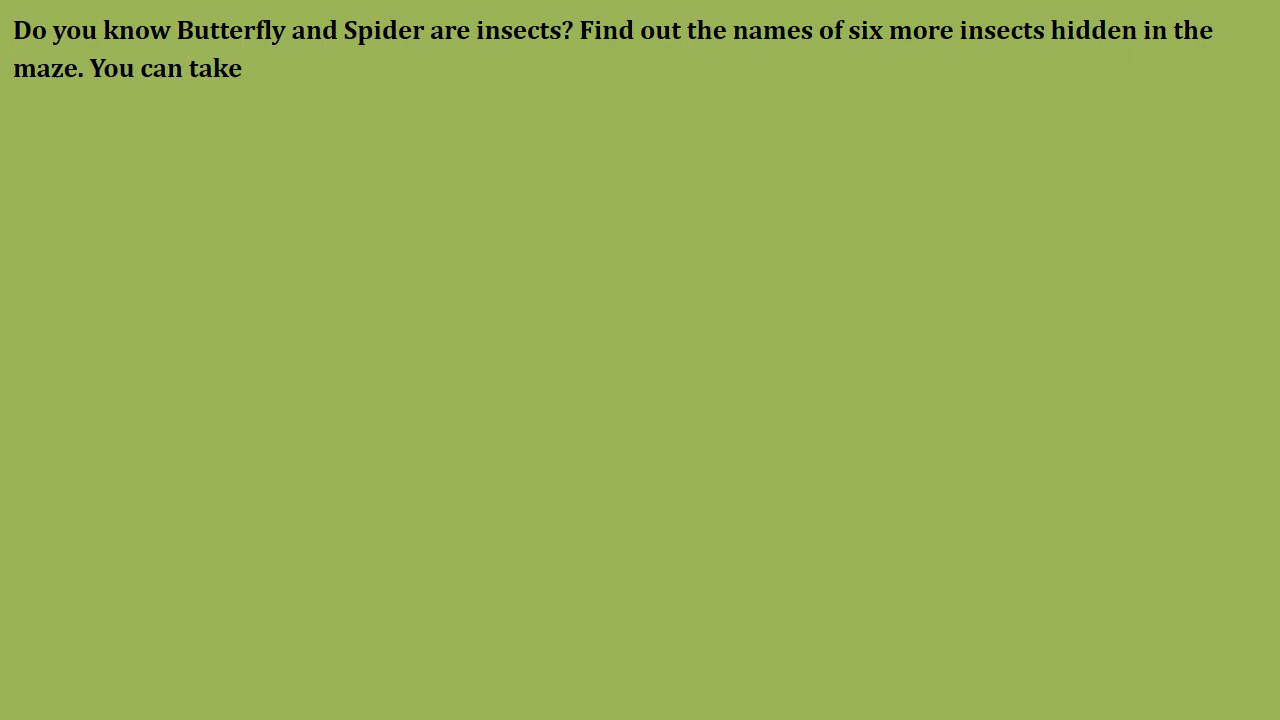 Do you know Butterfly and Spider are insects? Find out the names of six more insects hidden in the
maze. You can take